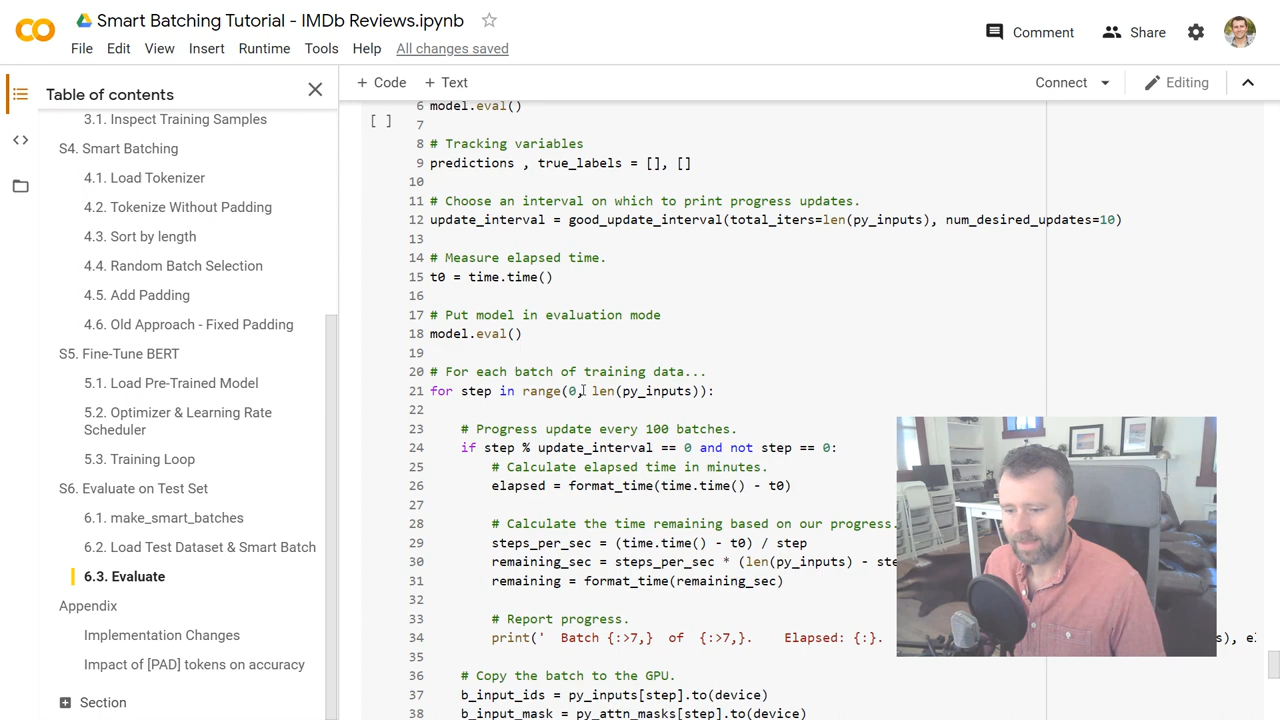 Smart Batching Tutorial - IMDb Reviews.ipynb
File Edit View Insert Runtime Tools Help All changes saved
Comment Share
Table of contents
+ Code + Text
Connect Editing
3.1. Inspect Training Samples
S4. Smart Batching
4.1. Load Tokenizer
4.2. Tokenize Without Padding
4.3. Sort by length
4.4. Random Batch Selection
4.5. Add Padding
4.6. Old Approach - Fixed Padding
S5. Fine-Tune BERT
5.1. Load Pre-Trained Model
5.2. Optimizer & Learning Rate
Scheduler
5.3. Training Loop
S6. Evaluate on Test Set
6.1. make_smart_batches
6.2. Load Test Dataset & Smart Batch
6.3. Evaluate
Appendix
Implementation Changes
Impact of [PAD] tokens on accuracy
Section
[ ]
6 model.eval()
7
8 # Tracking variables
9 predictions , true_labels = [], []
10
11 # Choose an interval on which to print progress updates.
12 update_interval = good_update_interval(total_iters=len(py_inputs), num_desired_updates=10)
13
14 # Measure elapsed time.
15 t0 = time.time()
16
17 # Put model in evaluation mode
18 model.eval()
19
20 # For each batch of training data...
21 for step in range(0, len(py_inputs)):
22
23 # Progress update every 100 batches.
24 if step % update_interval == 0 and not step == 0:
25 # Calculate elapsed time in minutes.
26 elapsed = format_time(time.time() - t0)
27
28 # Calculate the time remaining based on our progress.
29 steps_per_sec = (time.time() - t0) / step
30 remaining_sec = steps_per_sec * (len(py_inputs) - ste
31 remaining = format_time(remaining_sec)
32
33 # Report progress.
34 print(' Batch {:>7,} of {:>7,}. Elapsed: {:}. s), el
35
36 # Copy the batch to the GPU.
37 b_input_ids = py_inputs[step].to(device)
38 b_input_mask = py_attn_masks[step].to(device)